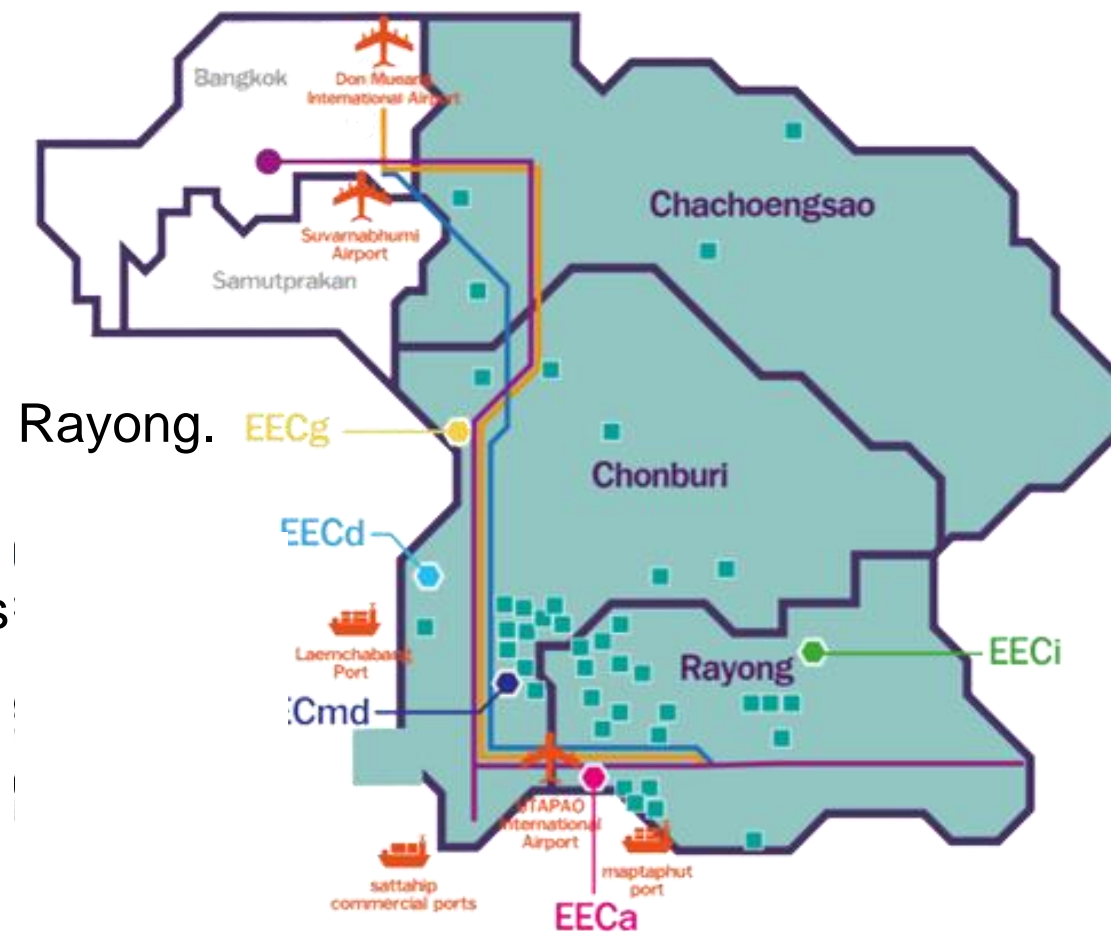 Bangkok
Don Mueang
International Airport
Chachoengsao
Suvarnabhumi
Airport
Samutprakan
Rayong.
EECg
Chonburi
EECd
s
Laemchabang
Port
Rayong
EECi
Cmd
UTAPAO
International
Airport
maptaphut
port
sattahip
commercial ports
EECa